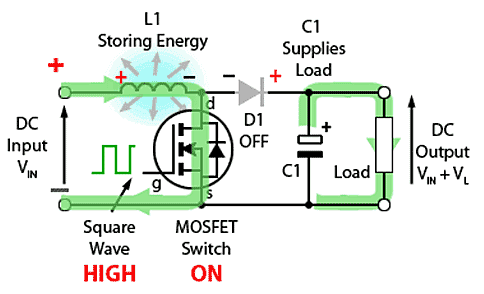 L1
Storing Energy
C1
Supplies
Load
+
+
-
-
+
d
D1
OFF
DC
Input
VIN
g
s
+
C1
Load
DC
Output
VIN + VL
Square
Wave
HIGH
MOSFET
Switch
ON